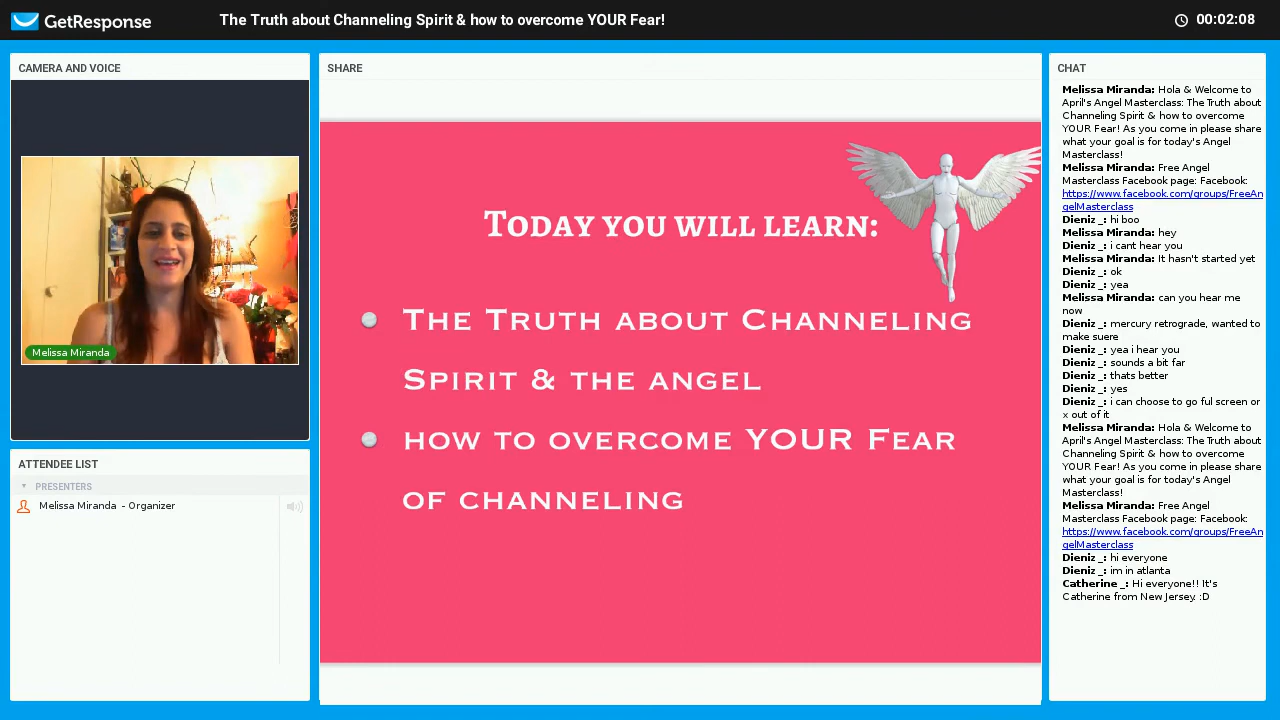 GetResponse
The Truth about Channeling Spirit & how to overcome YOUR Fear!
00:02:08
CAMERA AND VOICE
Melissa Miranda
ATTENDEE LIST
PRESENTERS
Melissa Miranda - Organizer
SHARE
Today you will learn:
The Truth about Channeling
Spirit & the angel
how to overcome YOUR Fear
of channeling
CHAT
Melissa Miranda: Hola & Welcome to
April's Angel Masterclass: The Truth about
Channeling Spirit & how to overcome
YOUR Fear! As you come in please share
what your goal is for today's Angel
Masterclass!
Melissa Miranda: Free Angel
Masterclass Facebook page: Facebook:
https://www.facebook.com/groups/FreeAn
gelMasterclass
Dieniz _: hi boo
Melissa Miranda: hey
Dieniz _: i cant hear you
Melissa Miranda: It hasn't started yet
Dieniz _: ok
Dieniz _: yea
Melissa Miranda: can you hear me
now
Dieniz _: mercury retrograde, wanted to
make suere
Dieniz _: yea i hear you
Dieniz _: sounds a bit far
Dieniz _: thats better
Dieniz _: yes
Dieniz _: i can choose to go ful screen or
x out of it
Melissa Miranda: Hola & Welcome to
April's Angel Masterclass: The Truth about
Channeling Spirit & how to overcome
YOUR Fear! As you come in please share
what your goal is for today's Angel
Masterclass!
Melissa Miranda: Free Angel
Masterclass Facebook page: Facebook:
https://www.facebook.com/groups/FreeAn
gelMasterclass
Dieniz _: hi everyone
Dieniz _: im in atlanta
Catherine _: Hi everyone!! It's
Catherine from New Jersey. :D